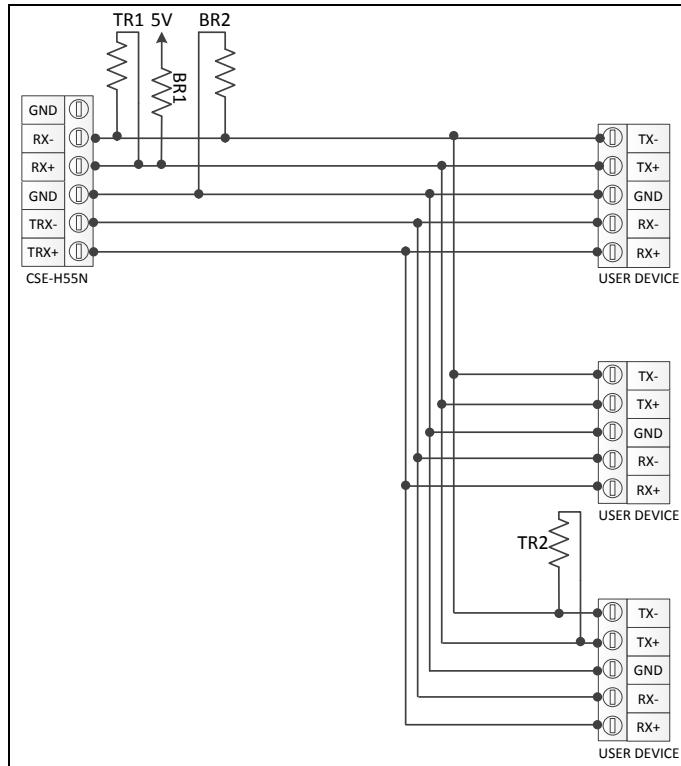 TR1 5V BR2
BR1
GND
RX-
RX+
GND
TRX-
TRX+
CSE-H55N
TX-
TX+
GND
RX-
RX+
USER DEVICE
TX-
TX+
GND
RX-
RX+
USER DEVICE
TR2
TX-
TX+
GND
RX-
RX+
USER DEVICE